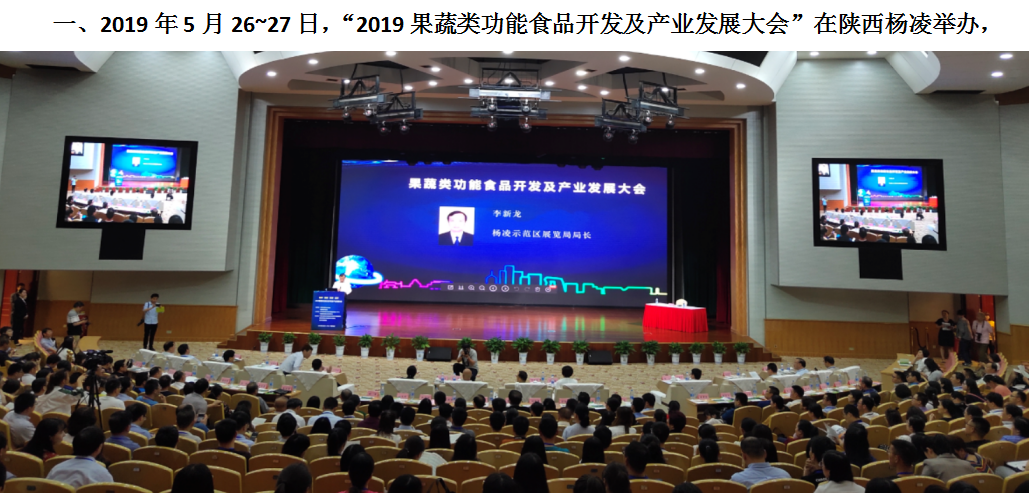 一、2019 年 5 月 26~27 日，“2019 果蔬类功能食品开发及产业发展大会”在陕西杨凌举办，
果蔬类功能食品开发及产业发展大会
李新龙
杨凌示范区展览局局长